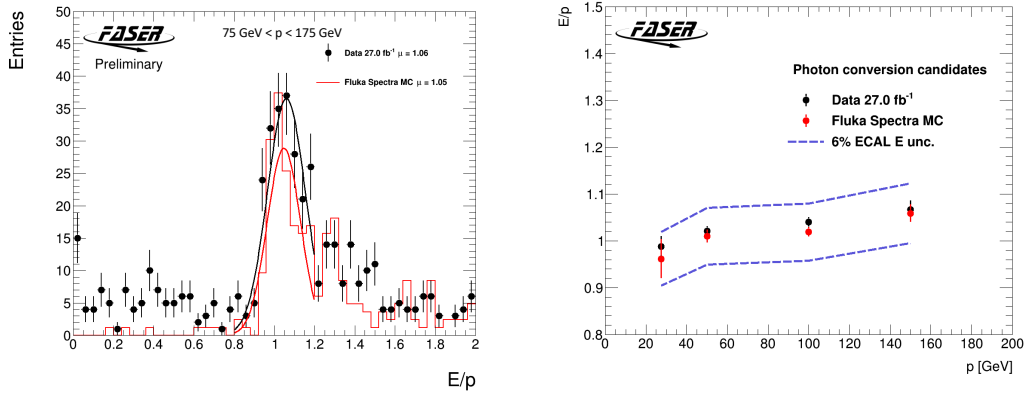 Entries
50
45
40
35
30
25
20
15
10
5
0
FASER
Preliminary
75 GeV < p < 175 GeV
Data 27.0 fb⁻¹ μ = 1.06
Fluka Spectra MC μ = 1.05
0 0.2 0.4 0.6 0.8 1 1.2 1.4 1.6 1.8 2
E/p
E/p
1.5
1.4
1.3
1.2
1.1
1
0.9
0.8
FASER
Photon conversion candidates
Data 27.0 fb⁻¹
Fluka Spectra MC
6% ECAL E unc.
0 20 40 60 80 100 120 140 160 180 200
p [GeV]